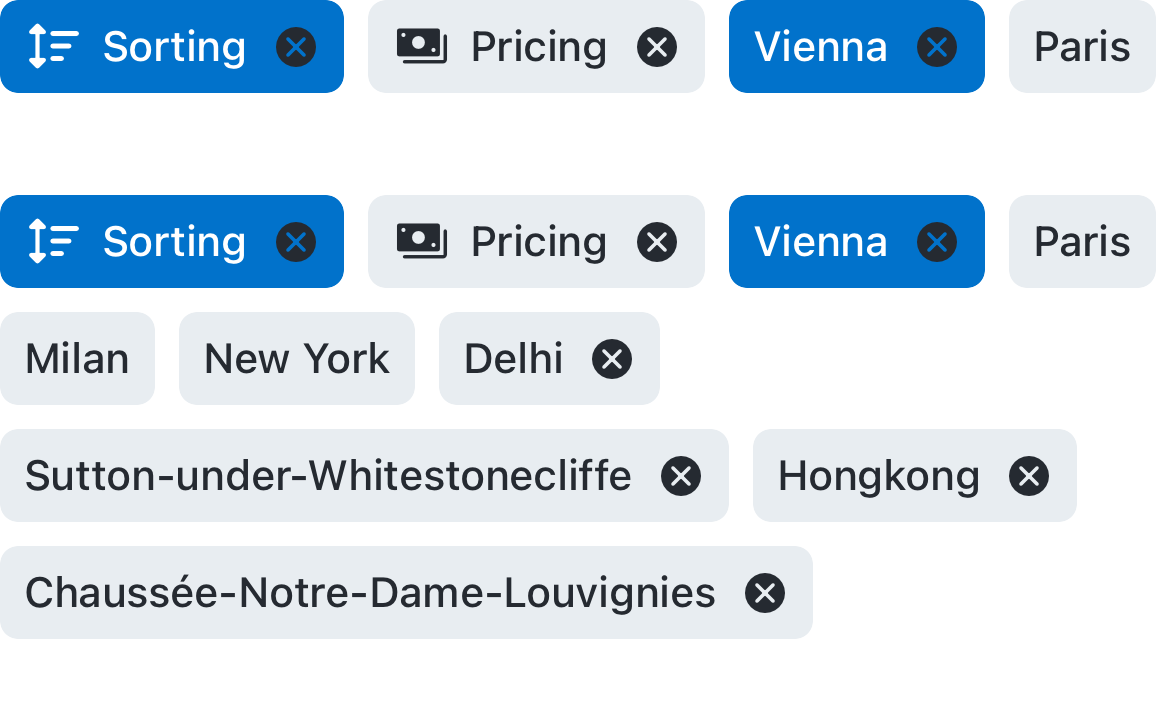 Sorting Pricing Vienna Paris
Sorting Pricing Vienna Paris
Milan New York Delhi
Sutton-under-Whitestonecliffe Hongkong
Chaussée-Notre-Dame-Louvignies